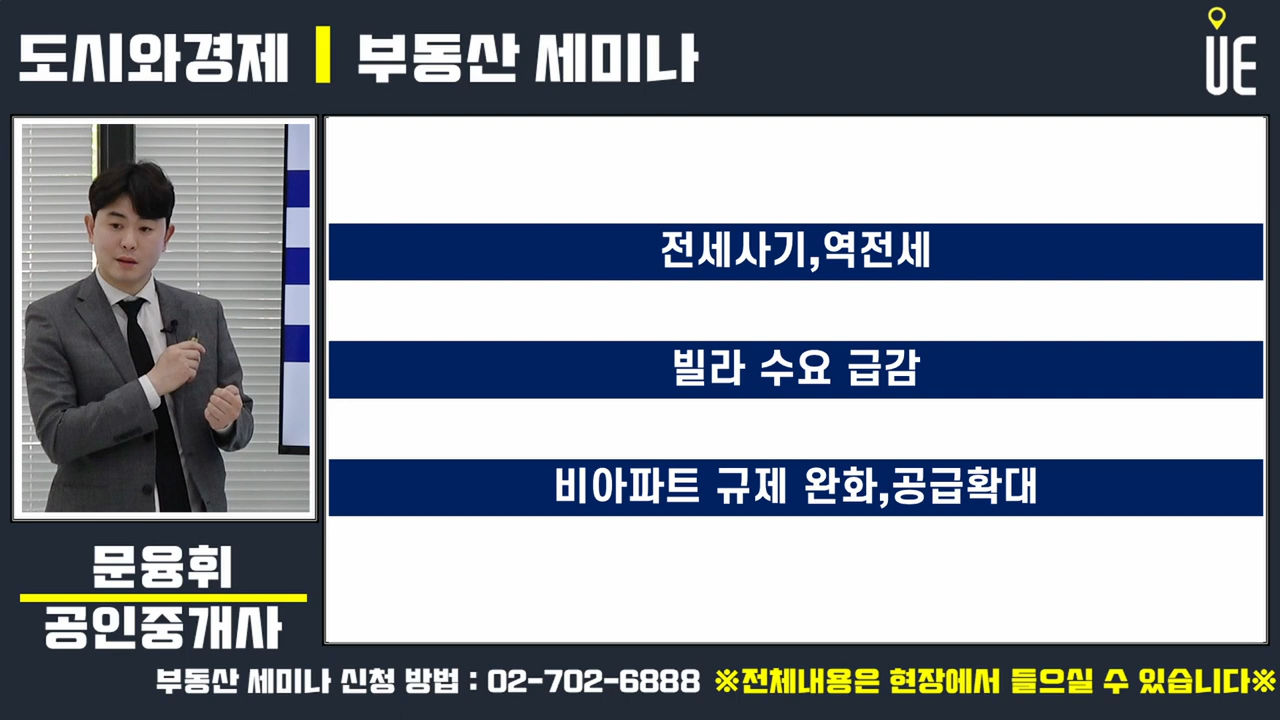 도시와경제 부동산 세미나
UE
전세사기,역전세
빌라 수요 급감
비아파트 규제 완화,공급확대
문융휘
공인중개사
부동산 세미나 신청 방법 : 02-702-6888 ※전체내용은 현장에서 들으실 수 있습니다※